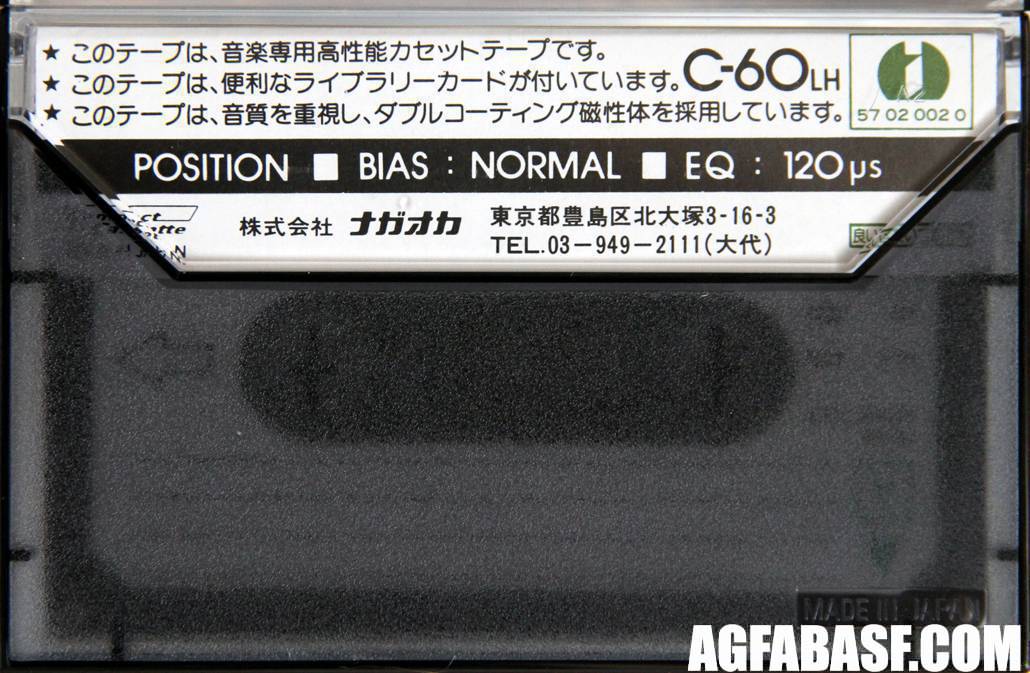 ★ このテープは、音楽専用高性能カセットテープです。
★ このテープは、便利なライブラリーカードが付いています。
★ このテープは、音質を重視し、ダブルコーティング磁性体を採用しています。
C-60LH
57 02 002 0
POSITION ■ BIAS : NORMAL ■ EQ : 120μs
株式会社 ナガオカ
東京都豊島区北大塚3-16-3
TEL.03-949-2111(大代)
MADE IN JAPAN
AGFABASF.COM